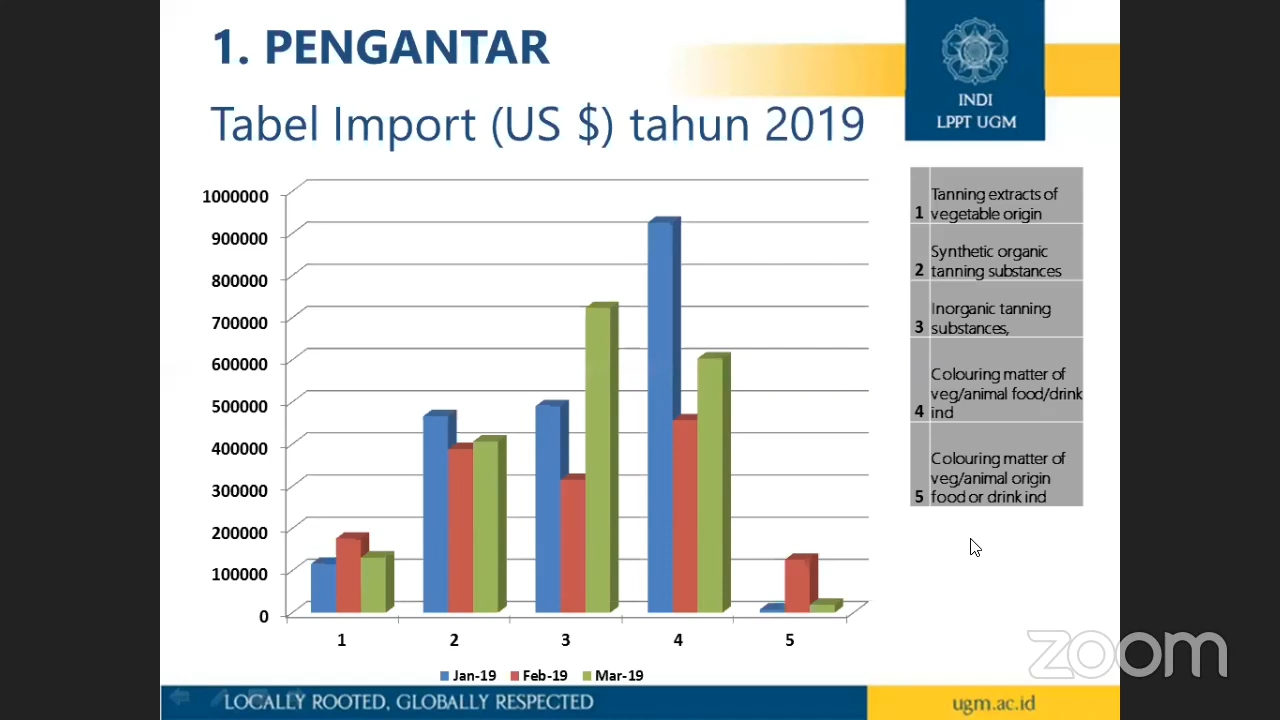 1. PENGANTAR
INDI
LPPT UGM
Tabel Import (US $) tahun 2019
1000000
900000
800000
700000
600000
500000
400000
300000
200000
100000
0
1
2
3
4
5
Jan-19
Feb-19
Mar-19
1 Tanning extracts of
vegetable origin
2 Synthetic organic
tanning substances
3 Inorganic tanning
substances,
4 Colouring matter of
veg/animal food/drink
ind
5 Colouring matter of
veg/animal origin
food or drink ind
zoom
LOCALLY ROOTED, GLOBALLY RESPECTED
ugm.ac.id